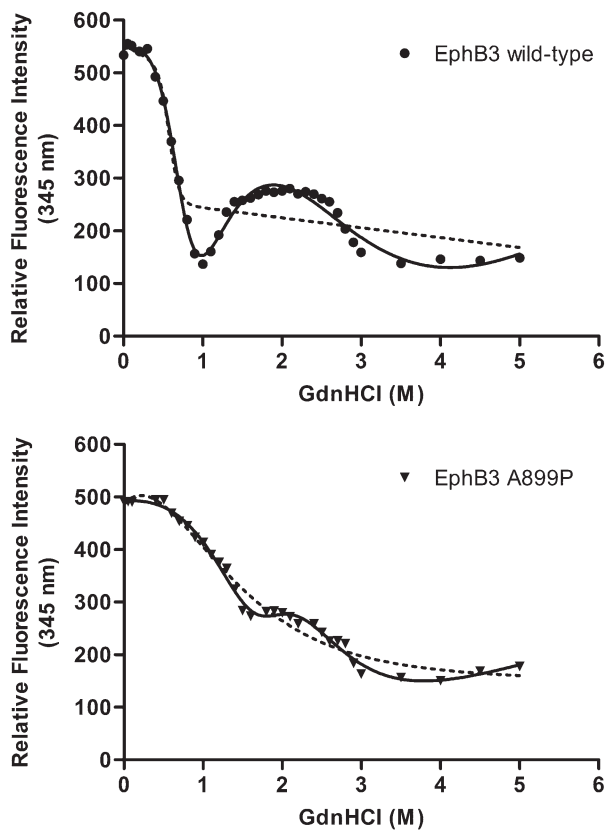 600
500
400
300
200
100
0
Relative Fluorescence Intensity
(345 nm)
EphB3 wild-type
0 1 2 3 4 5 6
GdnHCl (M)
600
500
400
300
200
100
0
Relative Fluorescence Intensity
(345 nm)
EphB3 A899P
0 1 2 3 4 5 6
GdnHCl (M)